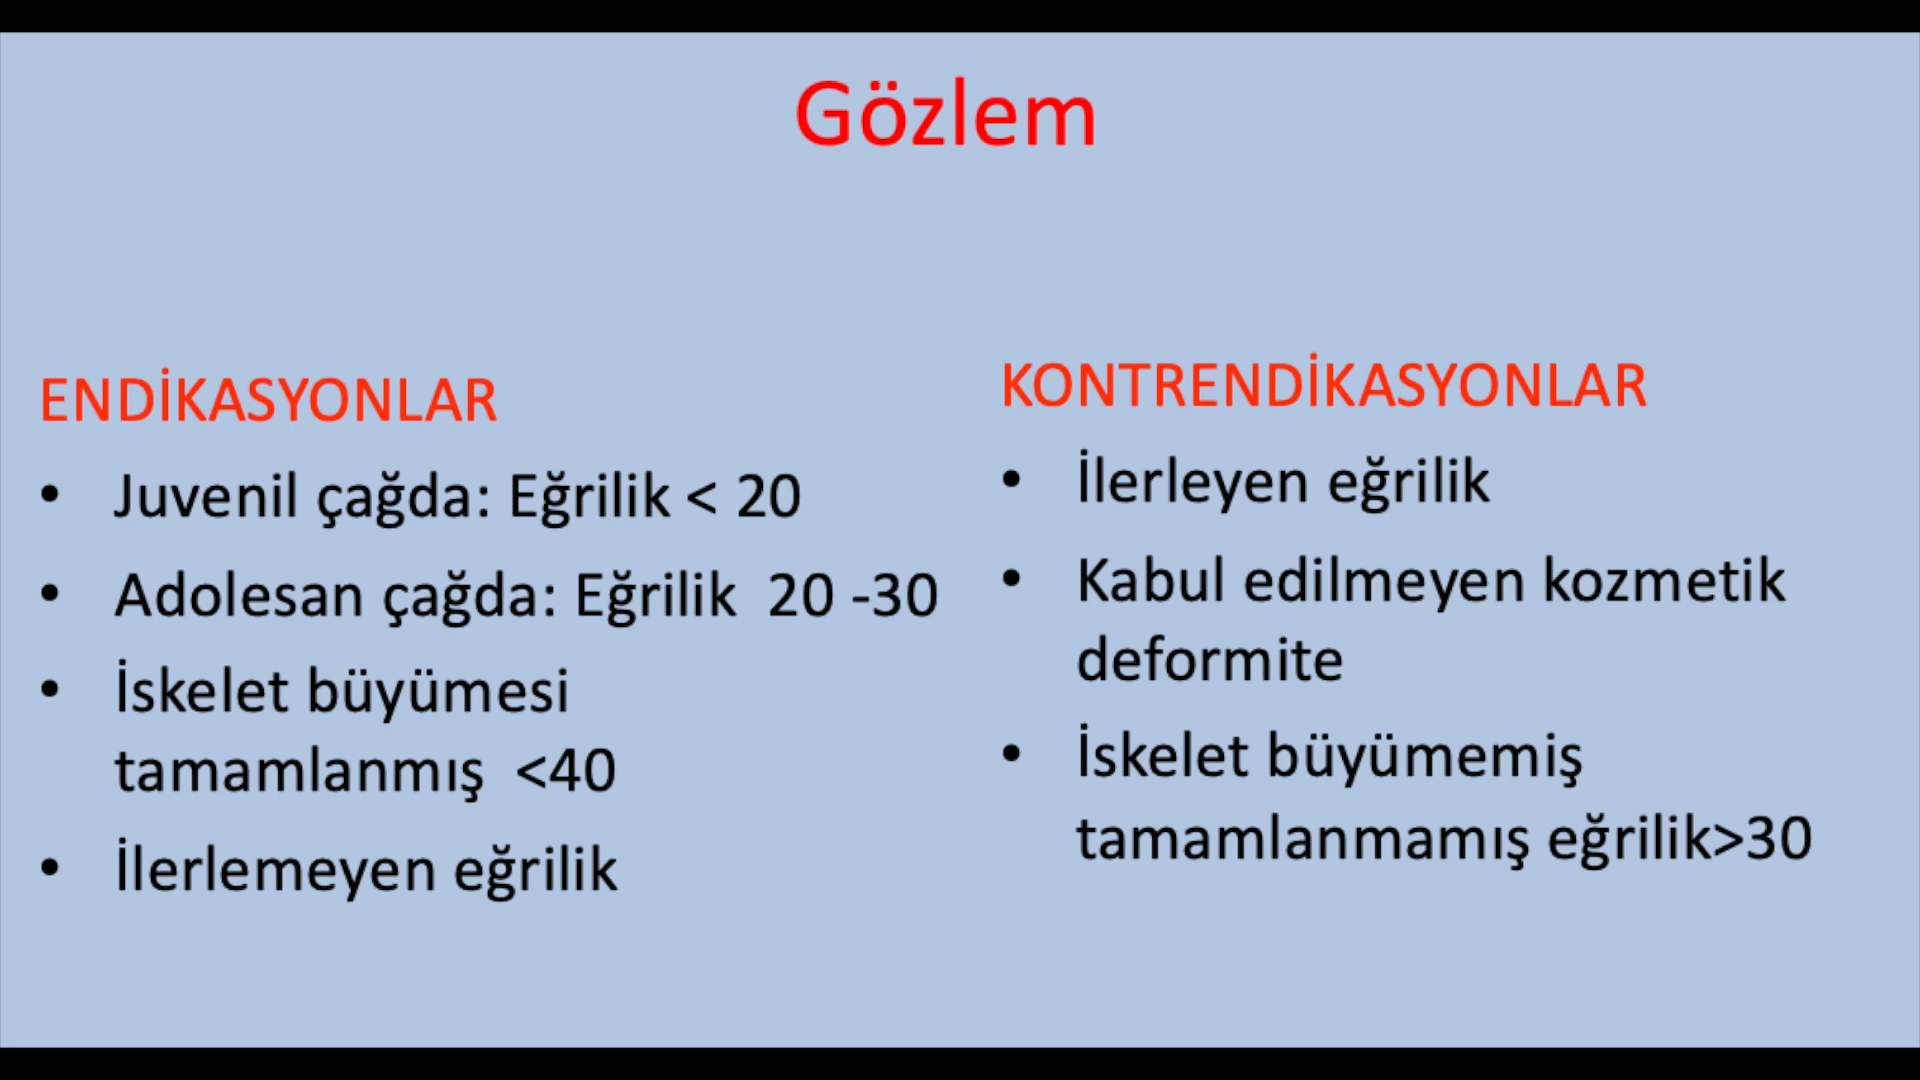 Gözlem
ENDİKASYONLAR
• Juvenil çağda: Eğrilik < 20
• Adolesan çağda: Eğrilik  20 -30
• İskelet büyümesi
tamamlanmış  <40
• İlerlemeyen eğrilik
KONTRENDİKASYONLAR
• İlerleyen eğrilik
• Kabul edilmeyen kozmetik
deformite
• İskelet büyümemiş
tamamlanmamış eğrilik>30